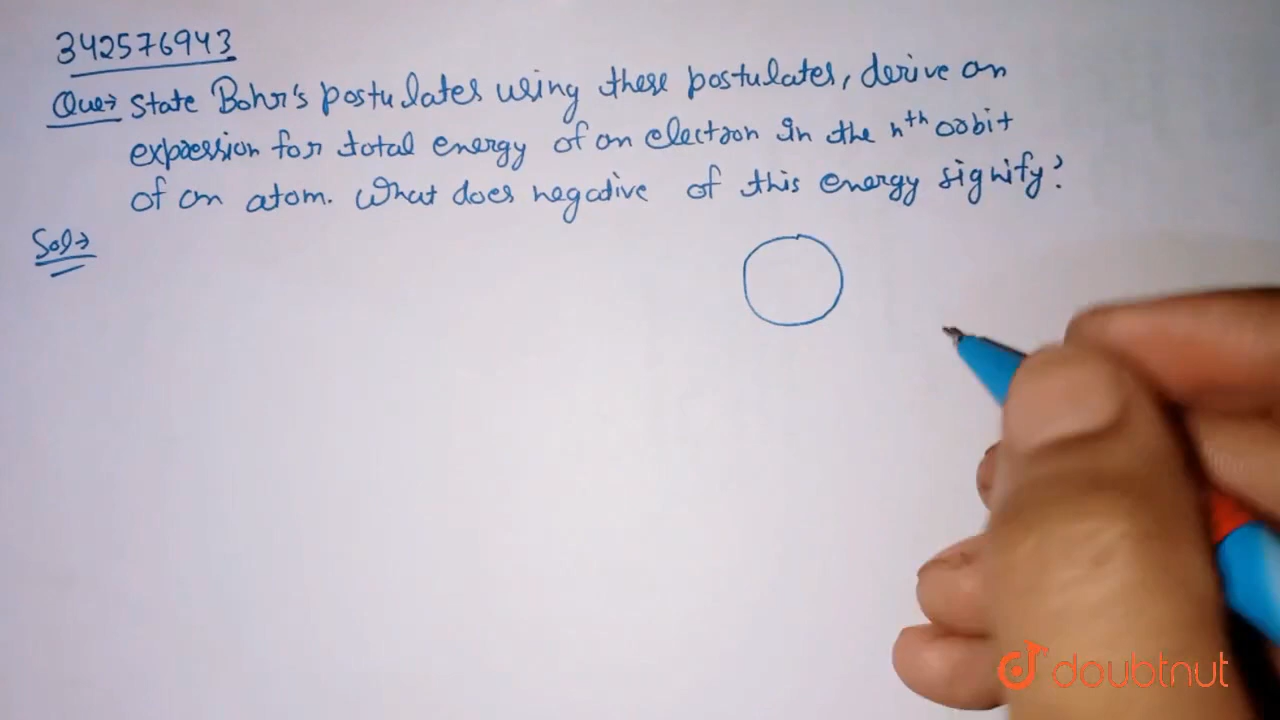 342576943
Que→ State Bohr's postulates using these postulates, derive an
expression for total energy of an electron in the nth orbit
of an atom. What does negative of this energy signify?
Sol→
doubtnut